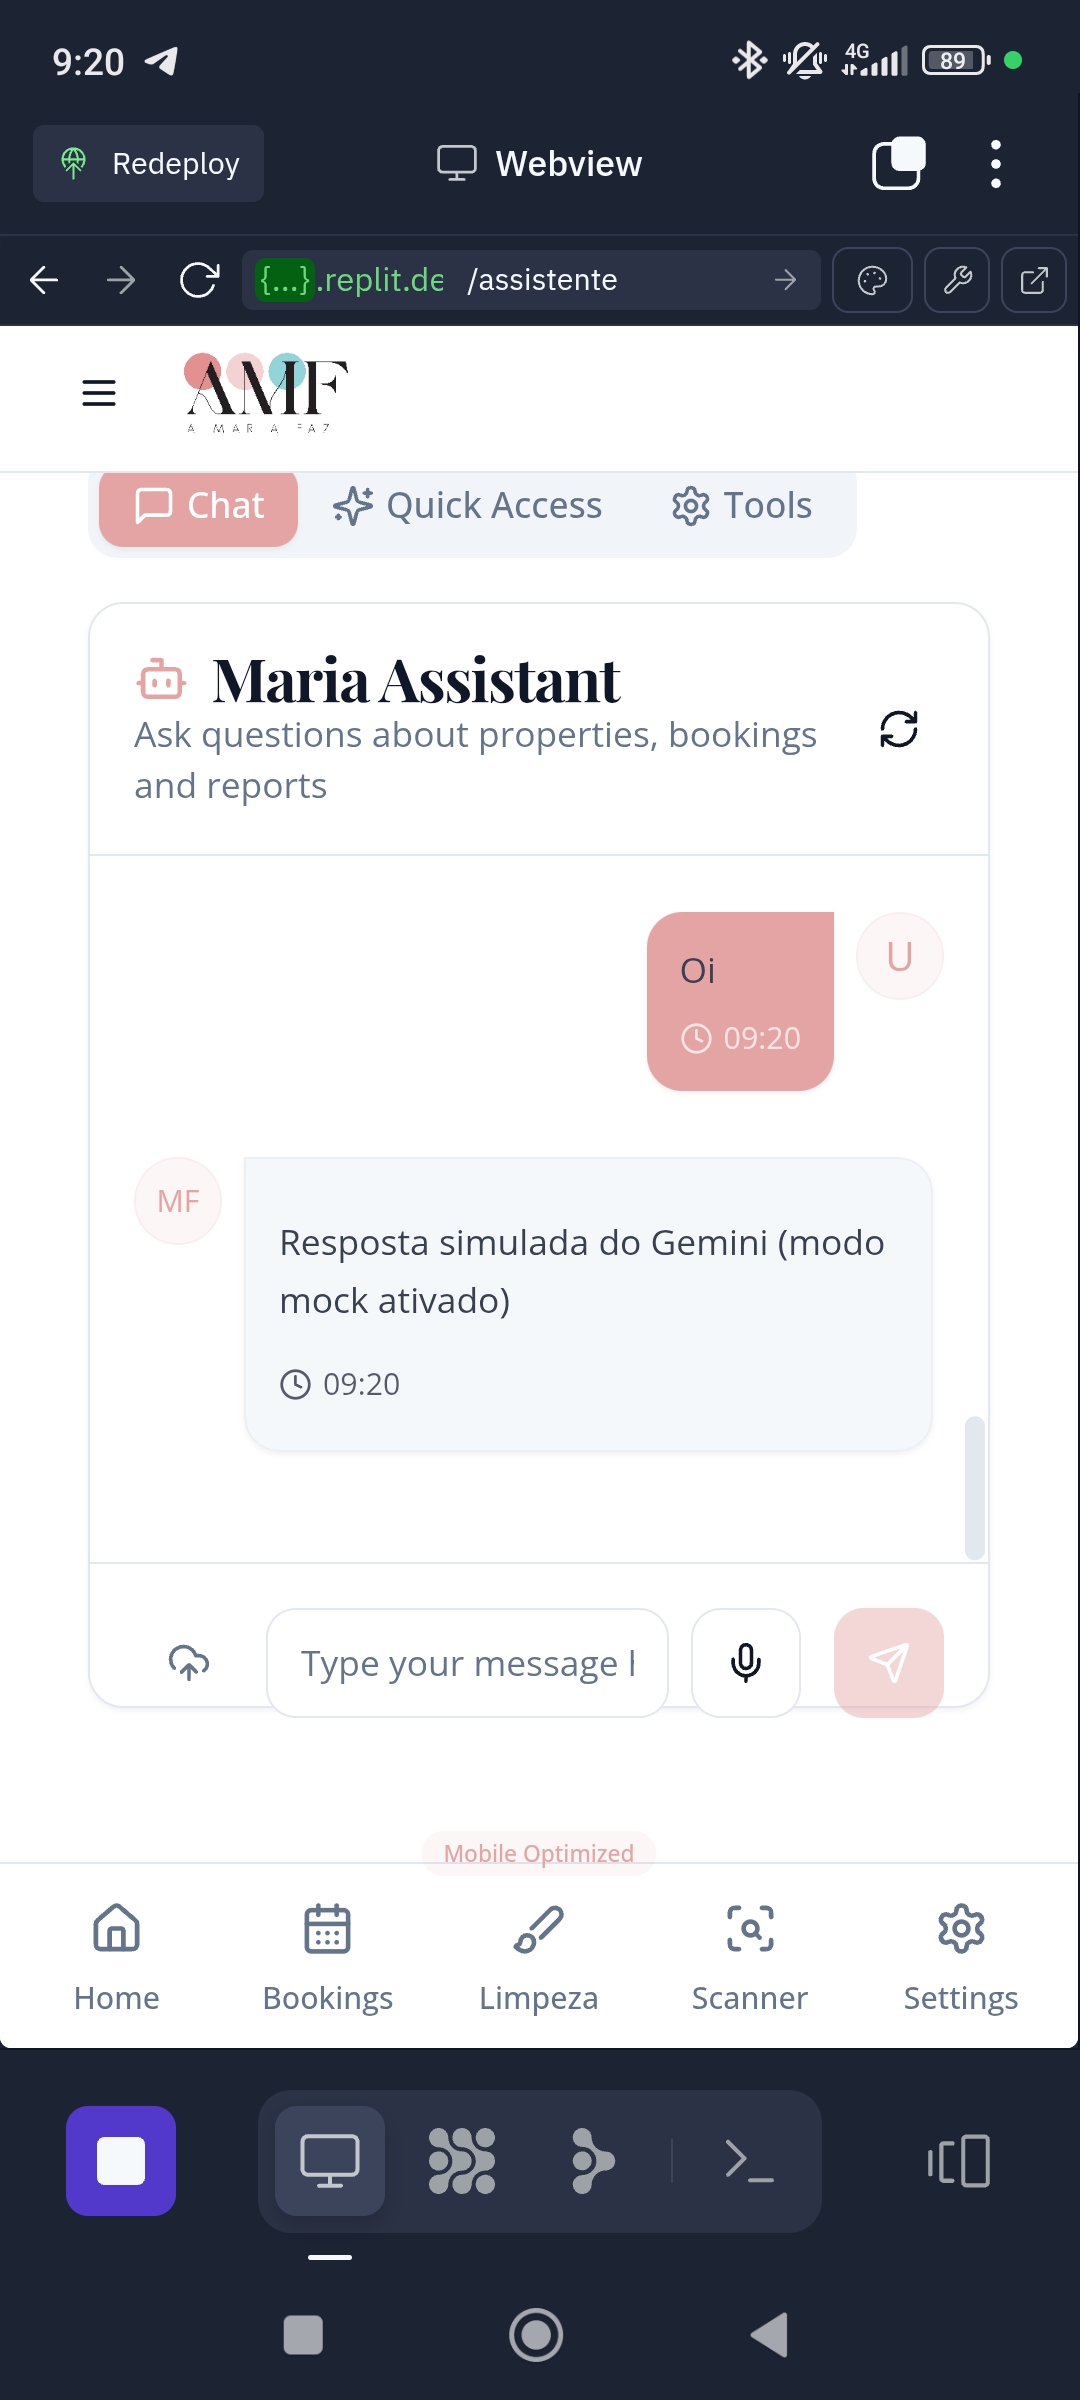 9:20
4G
89
Redeploy
Webview
{...}.replit.de /assistente
AMF
A MARIA FAZ
Chat
Quick Access
Tools
Maria Assistant
Ask questions about properties, bookings
and reports
Oi
U
09:20
MF
Resposta simulada do Gemini (modo
mock ativado)
09:20
Type your message
Mobile Optimized
Home
Bookings
Limpeza
Scanner
Settings